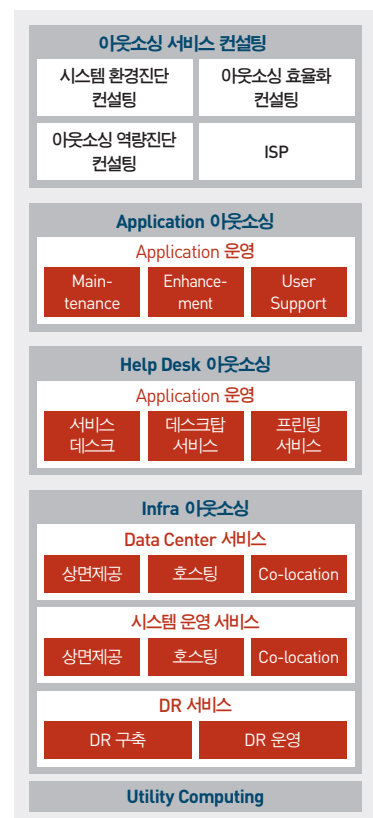 아웃소싱 서비스 컨설팅
시스템 환경진단
컨설팅
아웃소싱 효율화
컨설팅
아웃소싱 역량진단
컨설팅
ISP
Application 아웃소싱
Application 운영
Main-
tenance
Enhance-
ment
User
Support
Help Desk 아웃소싱
Application 운영
서비스
데스크
데스크탑
서비스
프린팅
서비스
Infra 아웃소싱
Data Center 서비스
상면제공
호스팅
Co-location
시스템 운영 서비스
상면제공
호스팅
Co-location
DR 서비스
DR 구축
DR 운영
Utility Computing